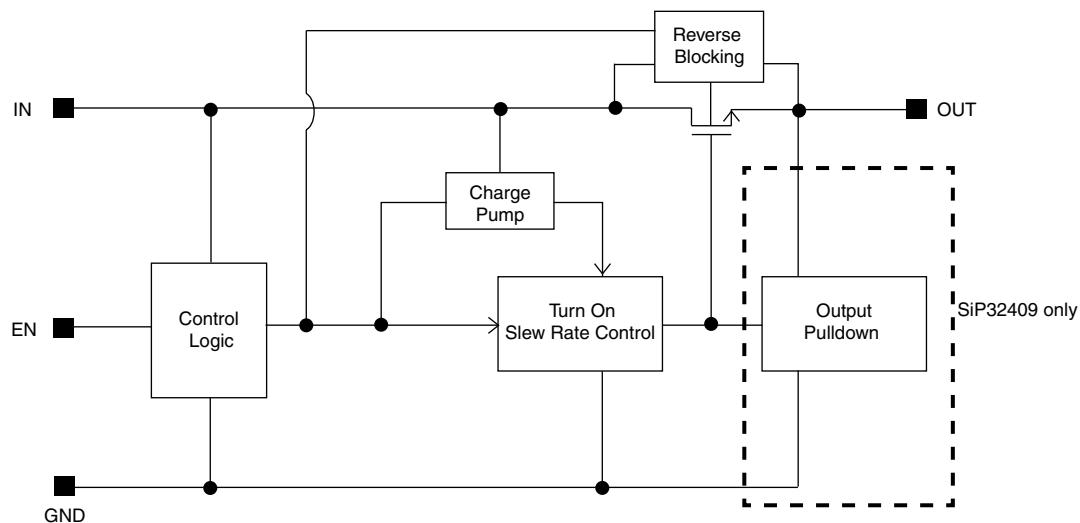 Reverse
Blocking
IN
OUT
Charge
Pump
EN
Control
Logic
Turn On
Slew Rate Control
Output
Pulldown
SiP32409 only
GND